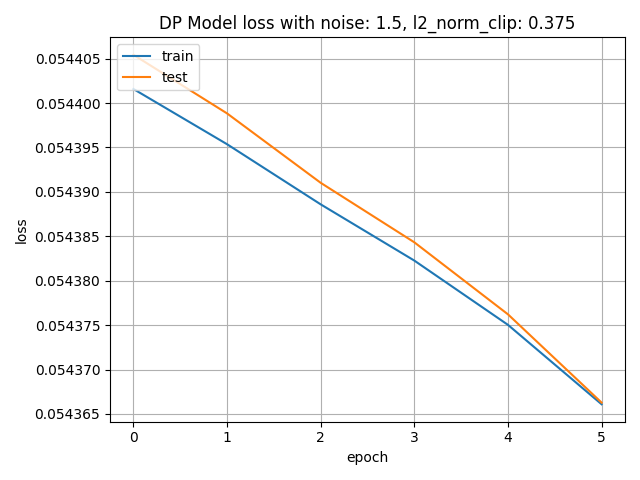 DP Model loss with noise: 1.5, l2_norm_clip: 0.375
train
test
0.054405
0.054400
0.054395
0.054390
0.054385
0.054380
0.054375
0.054370
0.054365
loss
0 1 2 3 4 5
epoch